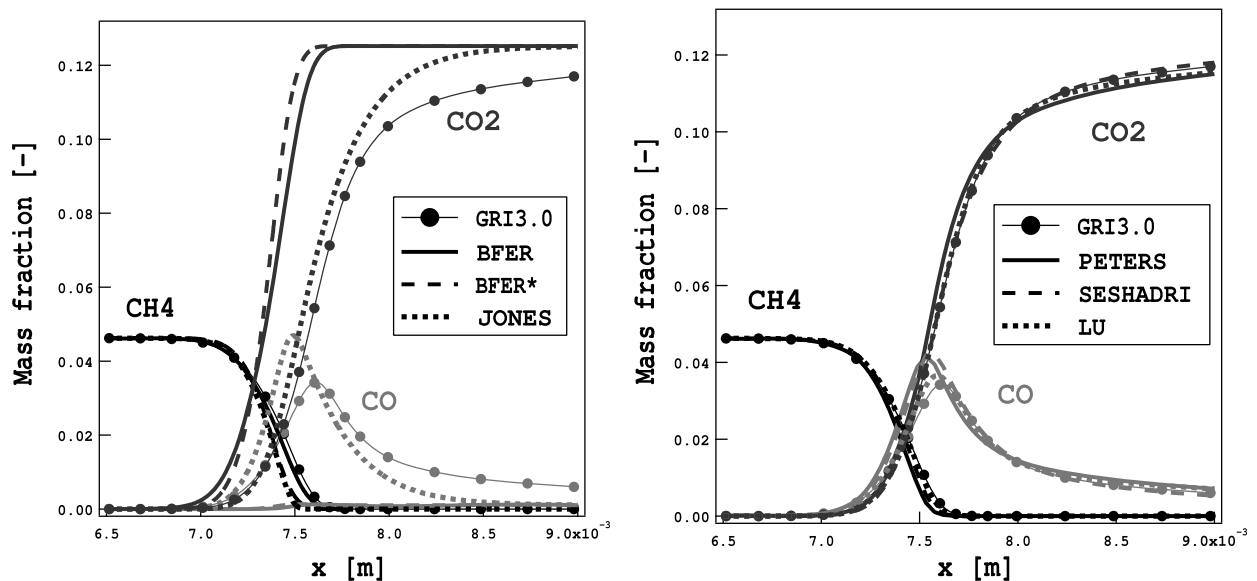 Mass fraction [-]
0.12
0.10
0.08
0.06
0.04
0.02
0.00
CO2
GRI3.0
BFER
BFER*
JONES
CH4
CO
6.5
7.0
7.5
8.0
8.5
9.0x10-3
x [m]
Mass fraction [-]
0.12
0.10
0.08
0.06
0.04
0.02
0.00
CO2
GRI3.0
PETERS
SESHADRI
LU
CH4
CO
6.5
7.0
7.5
8.0
8.5
9.0x10-3
x [m]